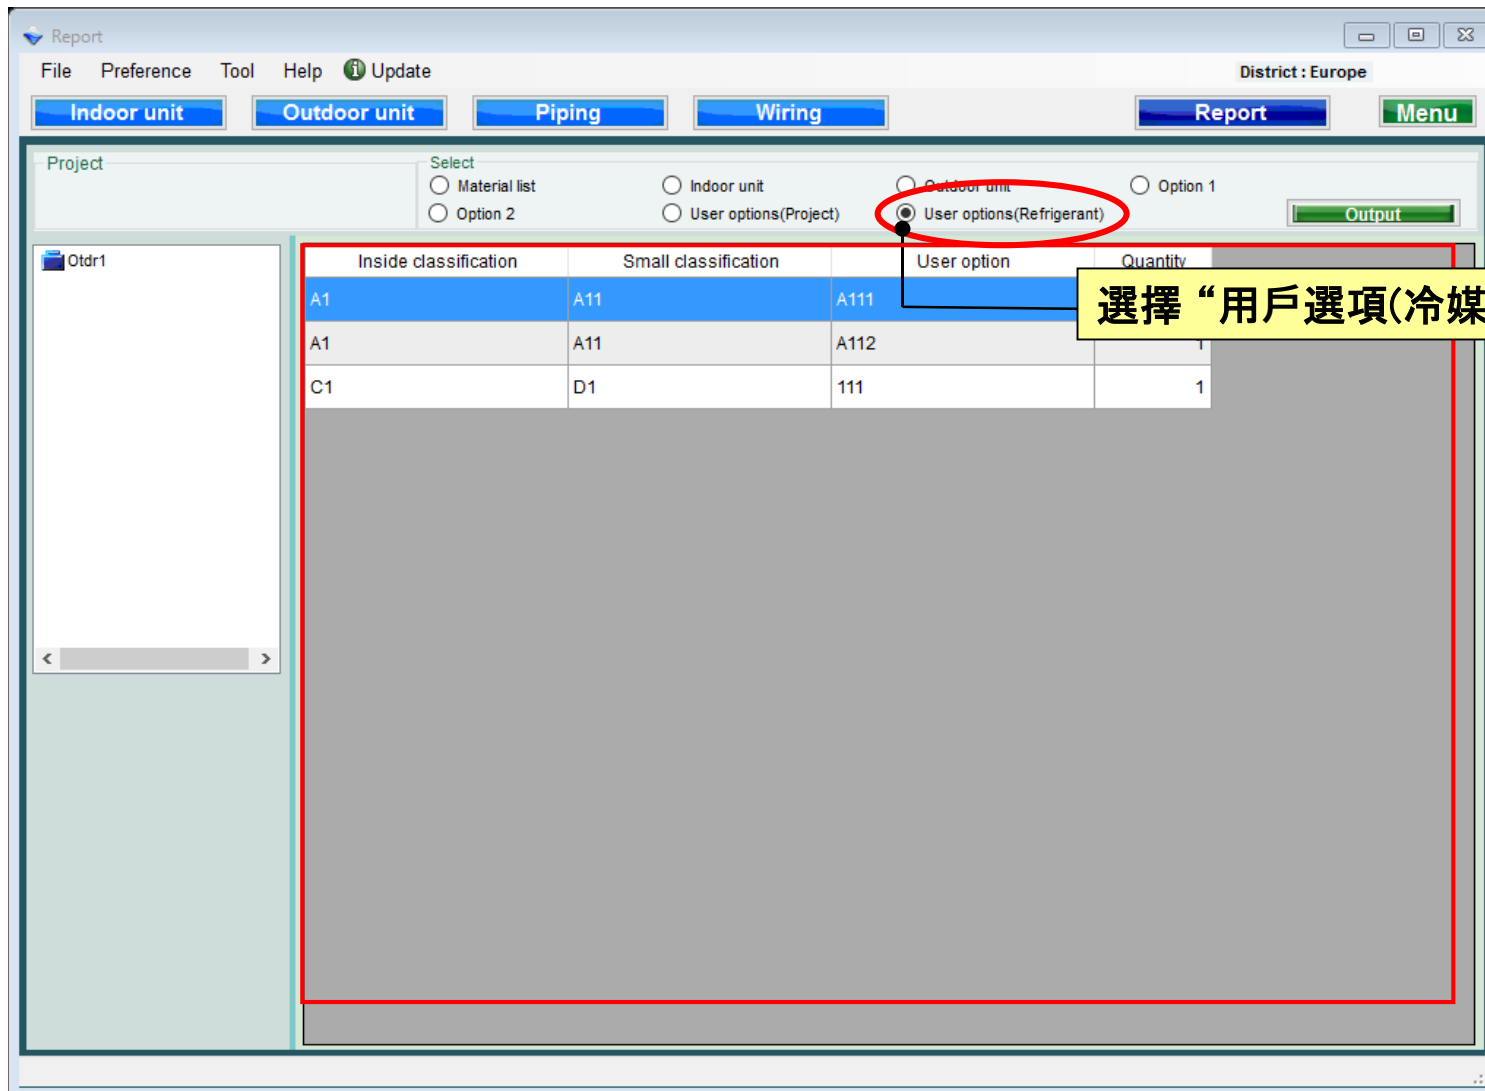 Report
File Preference Tool Help Update District : Europe
Indoor unit Outdoor unit Piping Wiring Report Menu
Project Select
Material list Indoor unit Outdoor unit Option 1
Option 2 User options(Project) User options(Refrigerant) Output
Otdr1
Inside classification Small classification User option Quantity
選擇“用戶選項(冷媒
A1 A11 A111
A1 A11 A112 1
C1 D1 111 1